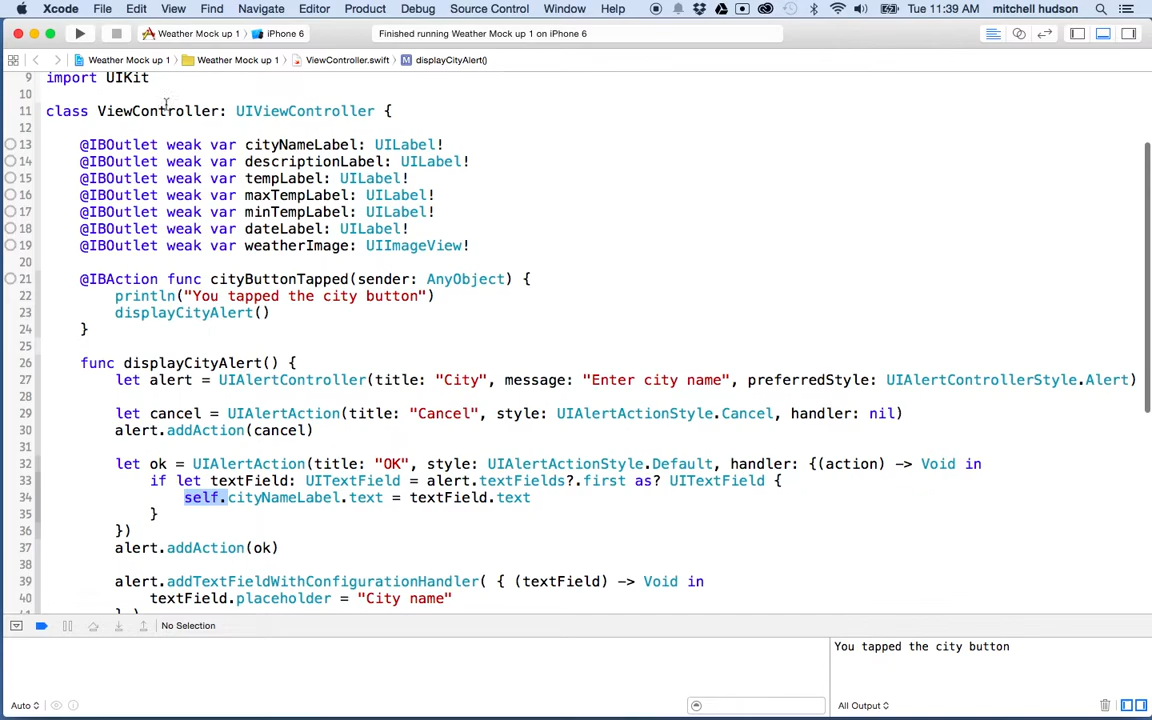 Xcode File Edit View Find Navigate Editor Product Debug Source Control Window Help Tue 11:39 AM mitchell hudson
Weather Mock up 1 iPhone 6 Finished running Weather Mock up 1 on iPhone 6
Weather Mock up 1 Weather Mock up 1 ViewController.swift M displayCityAlert()
9 import UIKit
10
11 class ViewController: UIViewController {
12
13 @IBOutlet weak var cityNameLabel: UILabel!
14 @IBOutlet weak var descriptionLabel: UILabel!
15 @IBOutlet weak var tempLabel: UILabel!
16 @IBOutlet weak var maxTempLabel: UILabel!
17 @IBOutlet weak var minTempLabel: UILabel!
18 @IBOutlet weak var dateLabel: UILabel!
19 @IBOutlet weak var weatherImage: UIImageView!
20
21 @IBAction func cityButtonTapped(sender: AnyObject) {
22 println("You tapped the city button")
23 displayCityAlert()
24 }
25
26 func displayCityAlert() {
27 let alert = UIAlertController(title: "City", message: "Enter city name", preferredStyle: UIAlertControllerStyle.Alert)
28
29 let cancel = UIAlertAction(title: "Cancel", style: UIAlertActionStyle.Cancel, handler: nil)
30 alert.addAction(cancel)
31
32 let ok = UIAlertAction(title: "OK", style: UIAlertActionStyle.Default, handler: {(action) -> Void in
33 if let textField: UITextField = alert.textFields?.first as? UITextField {
34 self.cityNameLabel.text = textField.text
35 }
36 })
37 alert.addAction(ok)
38
39 alert.addTextFieldWithConfigurationHandler( { (textField) -> Void in
40 textField.placeholder = "City name"
No Selection
You tapped the city button
Auto All Output